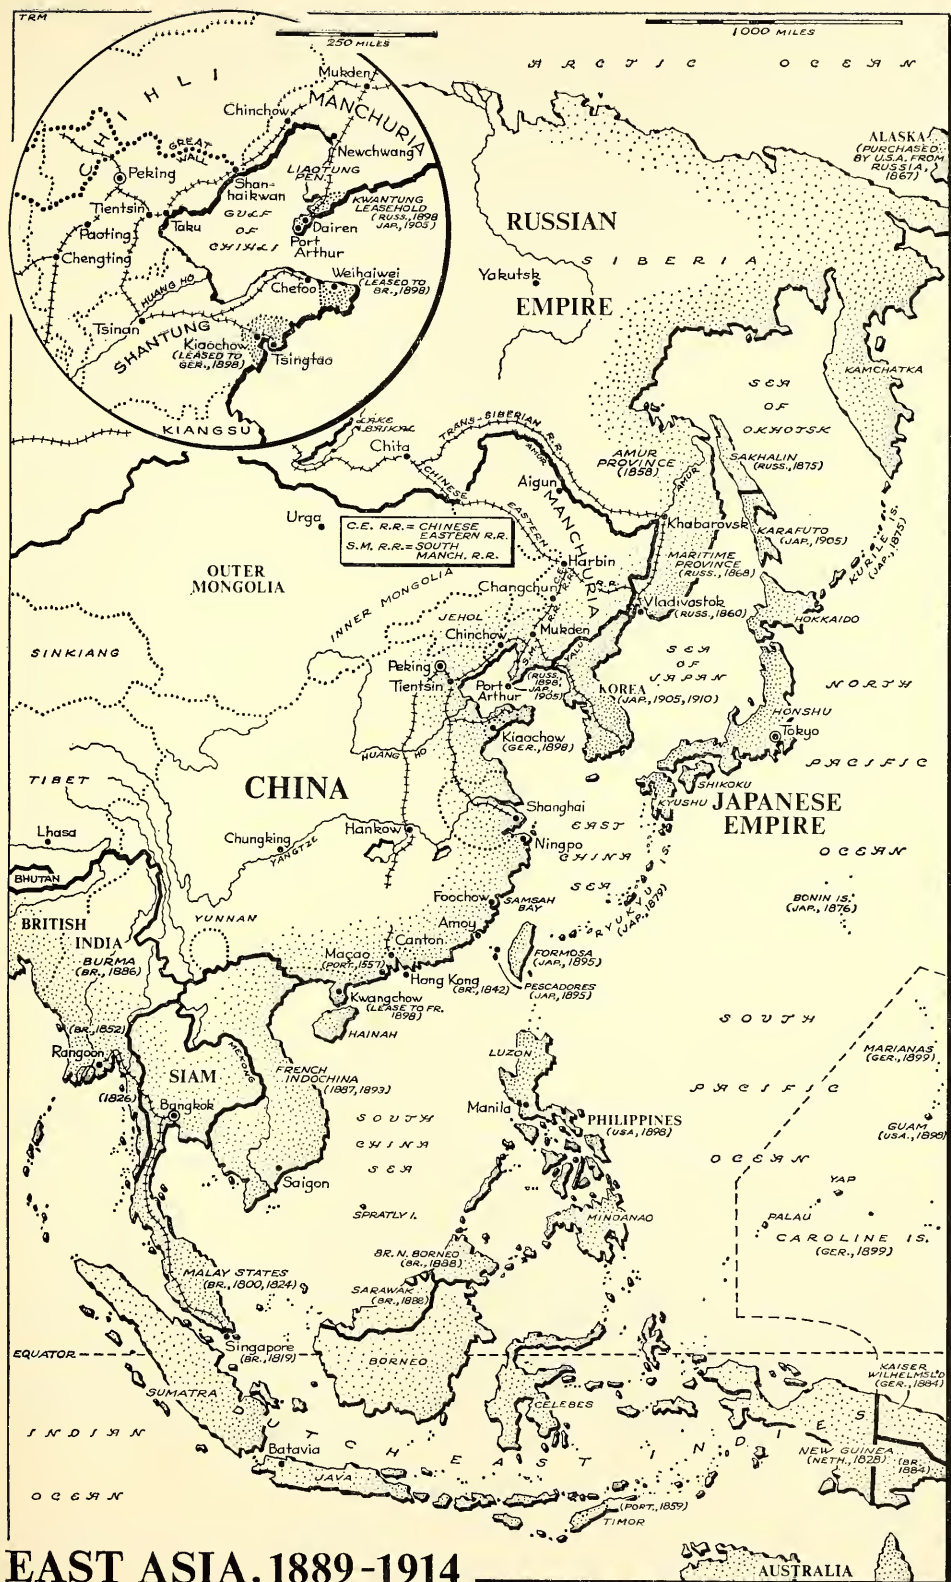 TRM
250 MILES
1000 MILES
ARCTIC OCEAN
CHIHLI
Mukden
MANCHURIA
Chinchow
GREAT
WALL
Newchwang
Peking
LIAOTUNG
PEN.
Shan-
haikwan
KWANTUNG
LEASEHOLD
(RUSS., 1898
JAP., 1905)
Tientsin
Taku
GULF
OF
CHIHLI
Dairen
Port
Arthur
Paoting
Chengting
Weihaiwei
(LEASED TO
BR., 1898)
Chefoo
HUANG HO
Tsinan
SHANTUNG
Kiaochow
(LEASED TO
GER., 1898)
Tsingtao
KIANGSU
ALASKA
(PURCHASED
BY U.S.A. FROM
RUSSIA,
1867)
RUSSIAN
SIBERIA
Yakutsk
EMPIRE
KAMCHATKA
SEA
OF
OKHOTSK
LAKE
BAIKAL
Chita
TRANS-SIBERIAN R.R.
AMUR
AMUR
PROVINCE
(1858)
SAKHALIN
(RUSS., 1875)
CHINESE
EASTERN
R.R.
Aigun
MANCHURIA
AMUR
Urga
C.E. R.R. = CHINESE
EASTERN R.R.
S.M. R.R. = SOUTH
MANCH. R.R.
Khabarovsk
KARAFUTO
(JAP., 1905)
KURILE IS.
(JAP., 1875)
Harbin
OUTER
MONGOLIA
MARITIME
PROVINCE
(RUSS., 1868)
Changchun
C.E.
R.R.
INNER MONGOLIA
Vladivostok
(RUSS., 1860)
HOKKAIDO
JEHOL
Chinchow
Mukden
SINKIANG
Peking
YALU
SEA
OF
JAPAN
NORTH
Tientsin
Port
Arthur
(RUSS.
1898,
JAP.,
1905)
KOREA
(JAP., 1905, 1910)
HONSHU
Tokyo
Kiaochow
(GER., 1898)
HUANG HO
PACIFIC
TIBET
CHINA
SHIKOKU
KYUSHU
JAPANESE
EMPIRE
Shanghai
Lhasa
Chungking
YANGTZE
Hankow
EAST
Ningpo
CHINA
OCEAN
BHUTAN
SEA
RYUKYU IS.
(JAP., 1879)
BONIN IS.
(JAP., 1876)
Foochow
SAMSAH
BAY
BRITISH
INDIA
YUNNAN
Amoy
BURMA
(BR., 1886)
Canton
FORMOSA
(JAP., 1895)
Macao
(PORT., 1557)
Hong Kong
(BR., 1842)
PESCADORES
(JAP., 1895)
Kwangchow
(LEASE TO FR.
1898)
SOUTH
(BR., 1852)
HAINAH
MARIANAS
(GER., 1899)
Rangoon
MEKONG
LUZON
SIAM
FRENCH
INDOCHINA
(1887, 1893)
PACIFIC
(1826)
Bangkok
Manila
PHILIPPINES
(USA, 1898)
SOUTH
CHINA
SEA
GUAM
(USA., 1898)
OCEAN
Saigon
YAP
SPRATLY I.
MINDANAO
PALAU
CAROLINE IS.
(GER., 1899)
BR. N. BORNEO
(BR., 1888)
MALAY STATES
(BR., 1800, 1824)
SARAWAK
(BR., 1888)
Singapore
(BR., 1819)
EQUATOR
BORNEO
KAISER
WILHELMSL'D
(GER., 1884)
SUMATRA
CELEBES
INDIAN
DUTCH EAST INDIES
NEW GUINEA
(NETH., 1828)
(BR.
1884)
Batavia
JAVA
OCEAN
(PORT., 1859)
TIMOR
EAST ASIA, 1889-1914
AUSTRALIA